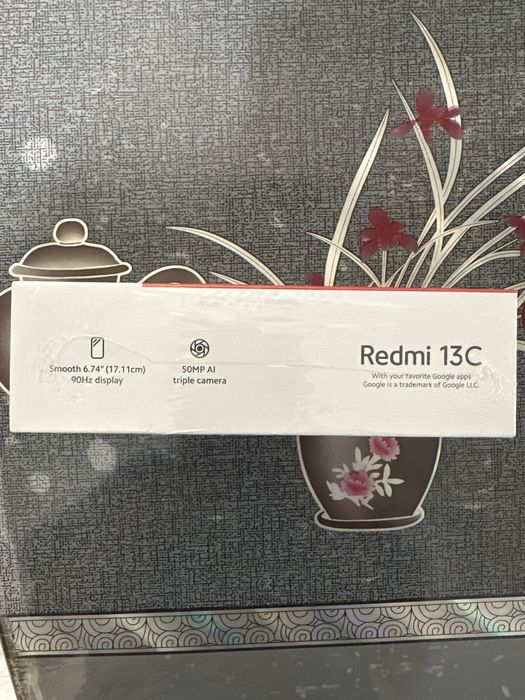 Smooth 6.74" (17.11cm)
90Hz display
50MP AI
triple camera
Redmi 13C
With your favorite Google apps
Google is a trademark of Google LLC.